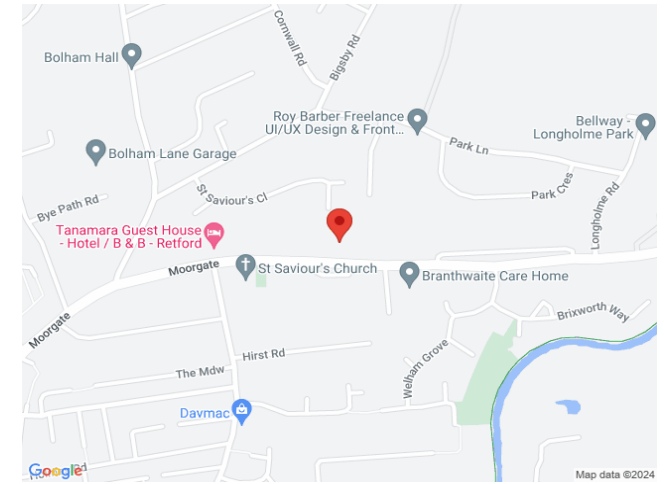 Cornwall Rd
Bigsby Rd
Bolham Hall
Roy Barber Freelance
UI/UX Design & Front...
Bellway -
Longholme Park
Park Ln
Bolham Lane Garage
St Saviour's Cl
Park Cres
Bye Path Rd
Longholme Rd
Tanamara Guest House
- Hotel / B & B - Retford
Moorgate
St Saviour's Church
Branthwaite Care Home
Moorgate
Brixworth Way
Hirst Rd
Welham Grove
The Mdw
Davmac
Google
Rd
Map data ©2024